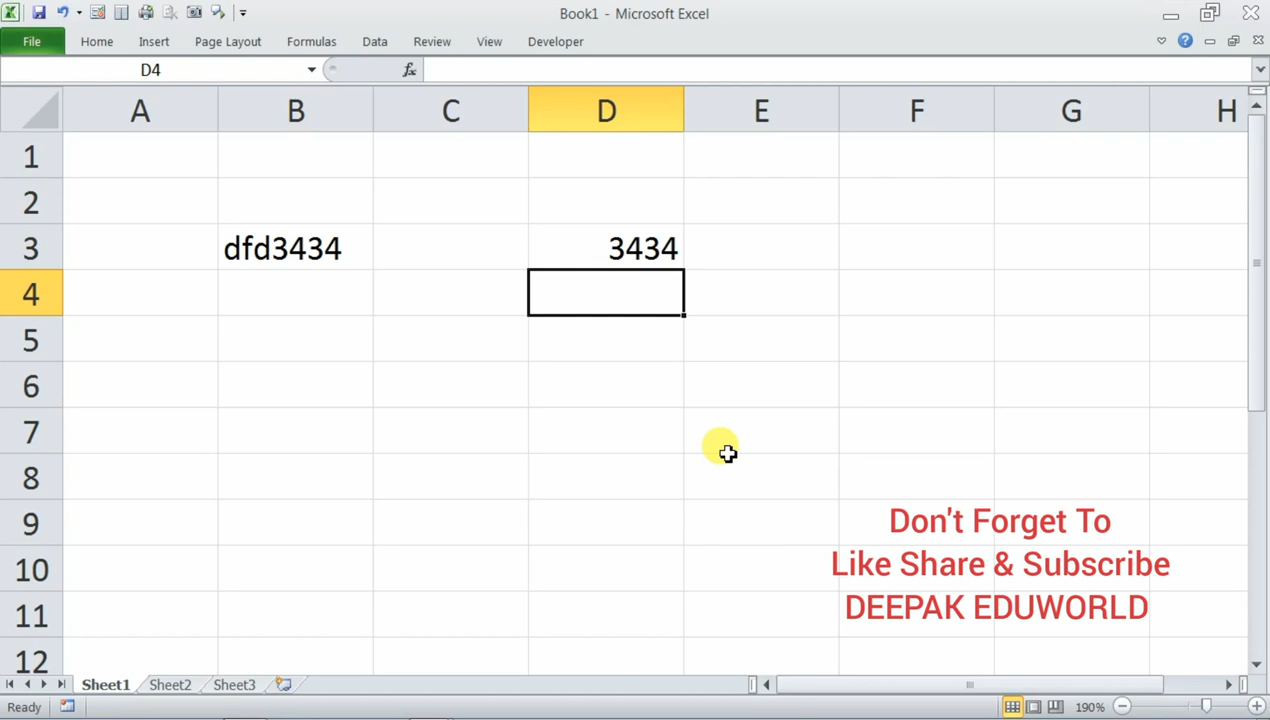 Book1 - Microsoft Excel
File Home Insert Page Layout Formulas Data Review View Developer
D4 fx
A B C D E F G H
1
2
3 dfd3434 3434
4
5
6
7
8
9
Don't Forget To
10
Like Share & Subscribe
11
DEEPAK EDUWORLD
12
Sheet1 Sheet2 Sheet3
Ready 190%